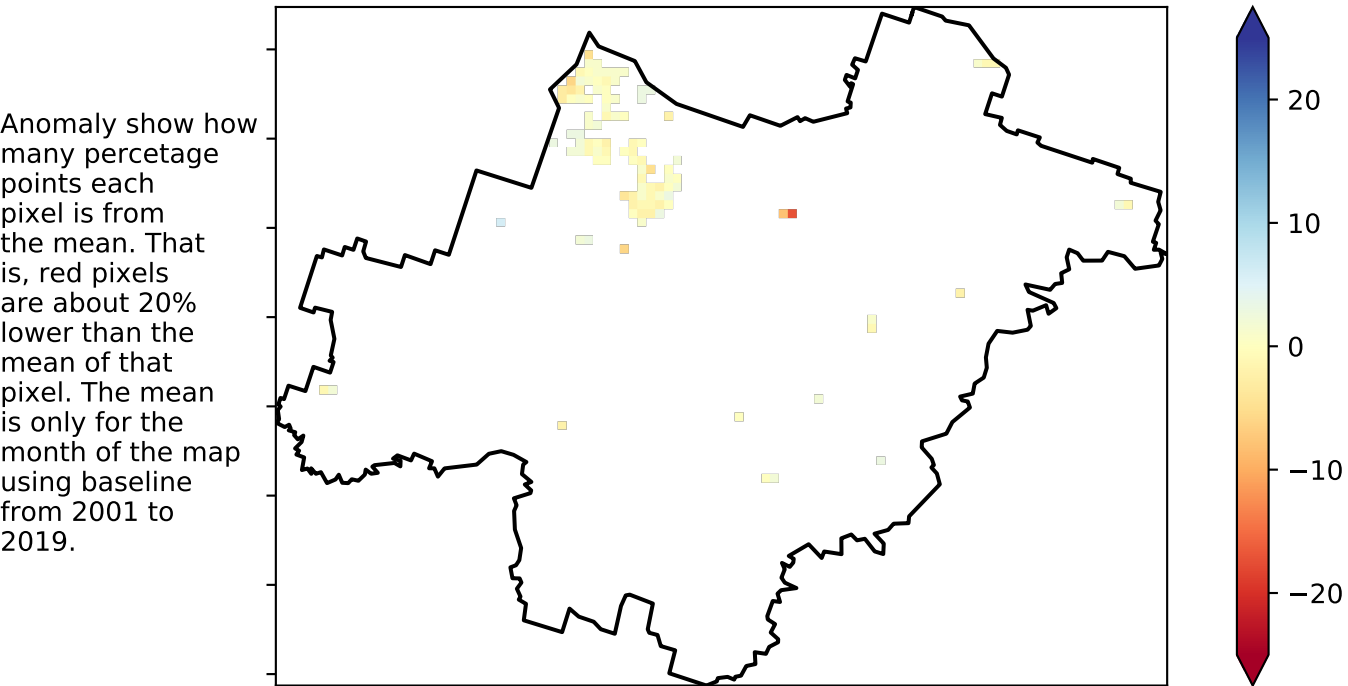 Anomaly show how
many percetage
points each
pixel is from
the mean. That
is, red pixels
are about 20%
lower than the
mean of that
pixel. The mean
is only for the
month of the map
using baseline
from 2001 to
2019.
20
10
0
−10
−20